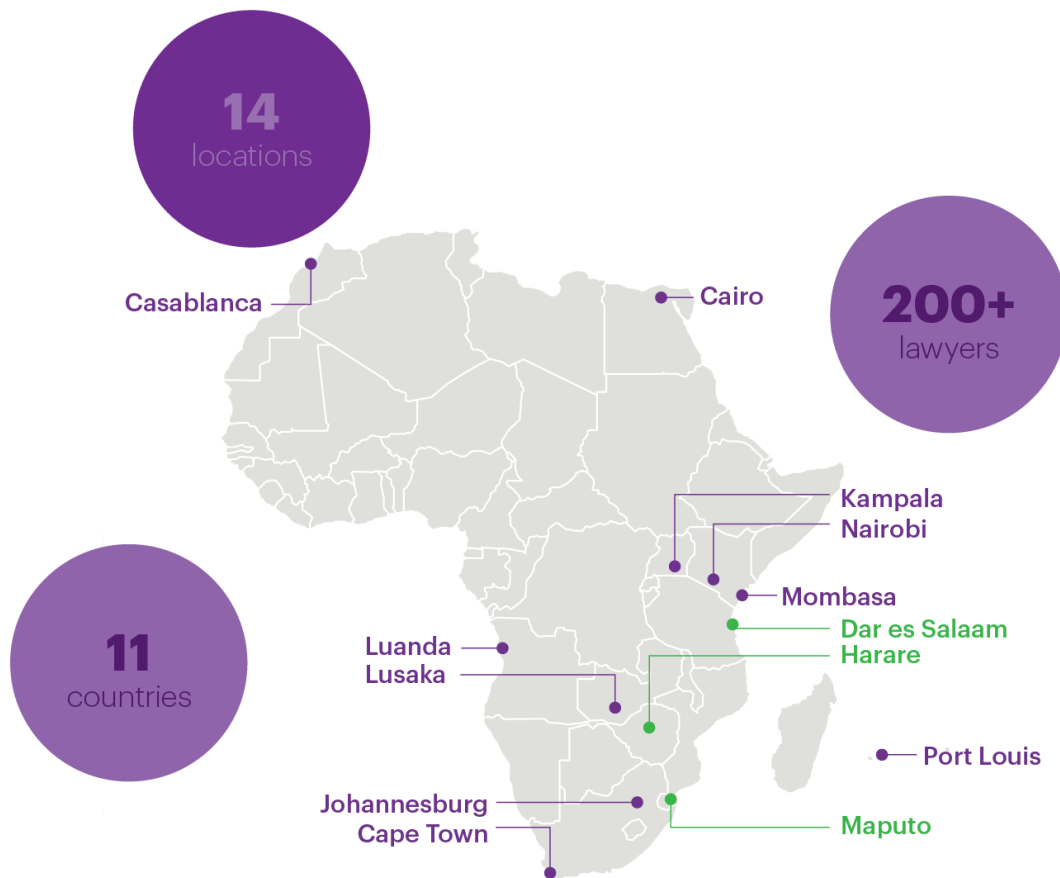 14
locations
Casablanca
Cairo
200+
lawyers
Kampala
Nairobi
Mombasa
Dar es Salaam
Harare
11
countries
Luanda
Lusaka
Port Louis
Johannesburg
Cape Town
Maputo